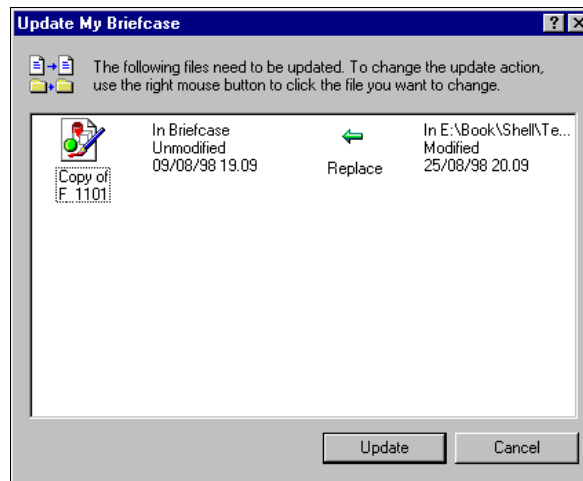 Update My Briefcase
The following files need to be updated. To change the update action,
use the right mouse button to click the file you want to change.
In Briefcase
Unmodified
09/08/98 19.09
Replace
In E:\Book\Shell\Te...
Modified
25/08/98 20.09
Copy of
F_1101
Update
Cancel